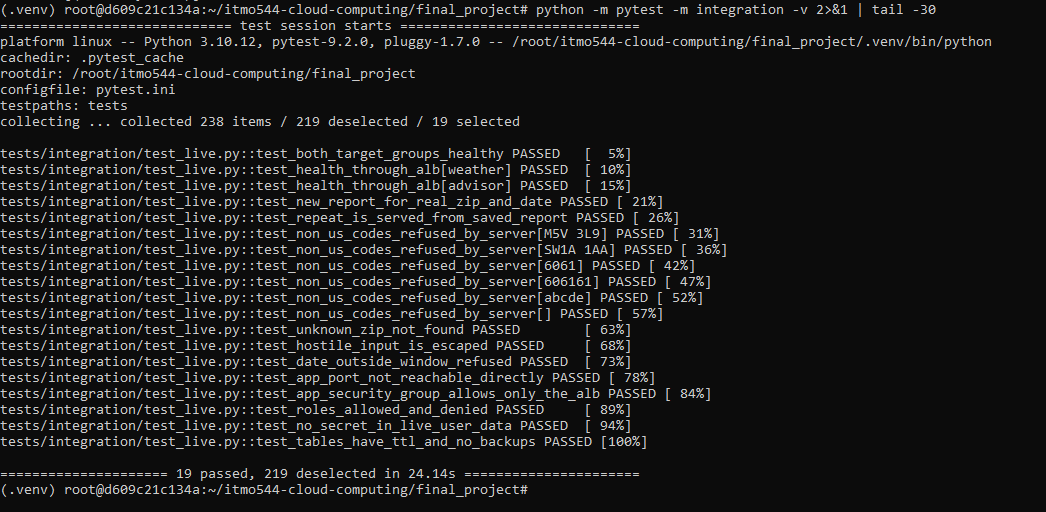 (.venv) root@d609c21c134a:~/itmo544-cloud-computing/final_project# python -m pytest -m integration -v 2>&1 | tail -30
============================= test session starts ==============================
platform linux -- Python 3.10.12, pytest-9.2.0, pluggy-1.7.0 -- /root/itmo544-cloud-computing/final_project/.venv/bin/python
cachedir: .pytest_cache
rootdir: /root/itmo544-cloud-computing/final_project
configfile: pytest.ini
testpaths: tests
collecting ... collected 238 items / 219 deselected / 19 selected
tests/integration/test_live.py::test_both_target_groups_healthy PASSED   [  5%]
tests/integration/test_live.py::test_health_through_alb[weather] PASSED  [ 10%]
tests/integration/test_live.py::test_health_through_alb[advisor] PASSED  [ 15%]
tests/integration/test_live.py::test_new_report_for_real_zip_and_date PASSED [ 21%]
tests/integration/test_live.py::test_repeat_is_served_from_saved_report PASSED [ 26%]
tests/integration/test_live.py::test_non_us_codes_refused_by_server[M5V 3L9] PASSED [ 31%]
tests/integration/test_live.py::test_non_us_codes_refused_by_server[SW1A 1AA] PASSED [ 36%]
tests/integration/test_live.py::test_non_us_codes_refused_by_server[6061] PASSED [ 42%]
tests/integration/test_live.py::test_non_us_codes_refused_by_server[606161] PASSED [ 47%]
tests/integration/test_live.py::test_non_us_codes_refused_by_server[abcde] PASSED [ 52%]
tests/integration/test_live.py::test_non_us_codes_refused_by_server[] PASSED [ 57%]
tests/integration/test_live.py::test_unknown_zip_not_found PASSED        [ 63%]
tests/integration/test_live.py::test_hostile_input_is_escaped PASSED     [ 68%]
tests/integration/test_live.py::test_date_outside_window_refused PASSED  [ 73%]
tests/integration/test_live.py::test_app_port_not_reachable_directly PASSED [ 78%]
tests/integration/test_live.py::test_app_security_group_allows_only_the_alb PASSED [ 84%]
tests/integration/test_live.py::test_roles_allowed_and_denied PASSED     [ 89%]
tests/integration/test_live.py::test_no_secret_in_live_user_data PASSED  [ 94%]
tests/integration/test_live.py::test_tables_have_ttl_and_no_backups PASSED [100%]
===================== 19 passed, 219 deselected in 24.14s ======================
(.venv) root@d609c21c134a:~/itmo544-cloud-computing/final_project#